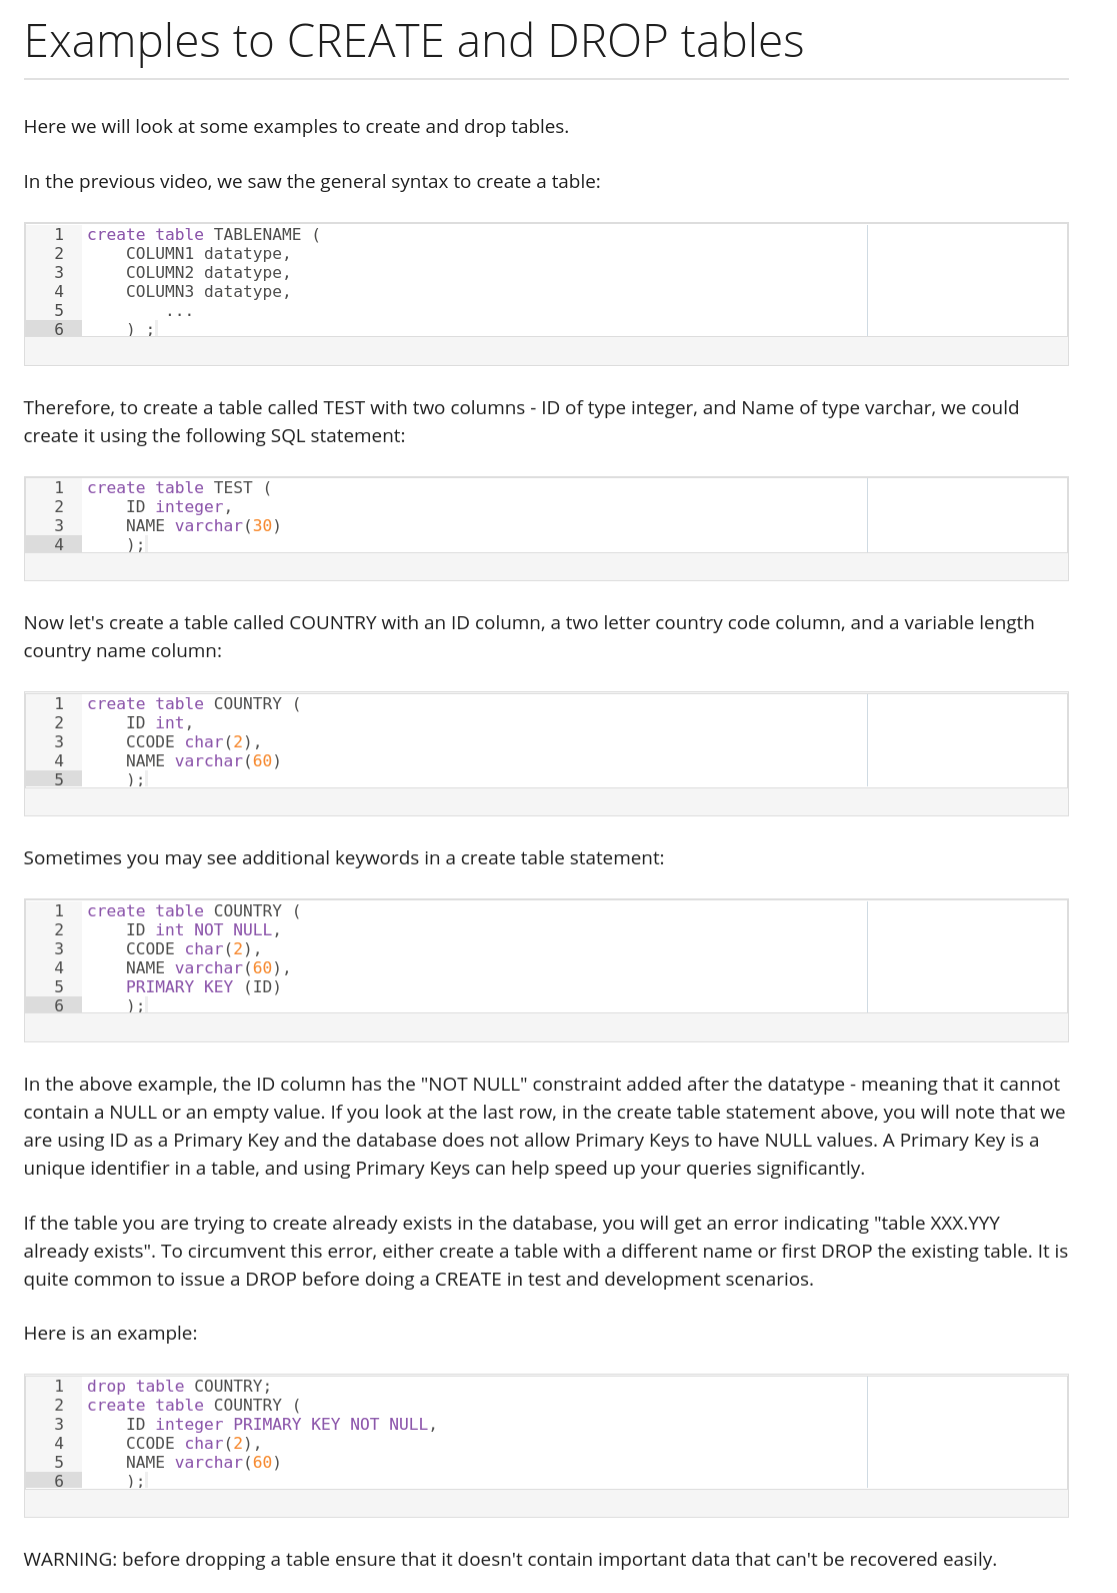 Examples to CREATE and DROP tables
Here we will look at some examples to create and drop tables.
In the previous video, we saw the general syntax to create a table:
1 create table TABLENAME (
2 COLUMN1 datatype,
3 COLUMN2 datatype,
4 COLUMN3 datatype,
5 ...
6 ) ;
Therefore, to create a table called TEST with two columns - ID of type integer, and Name of type varchar, we could
create it using the following SQL statement:
1 create table TEST (
2 ID integer,
3 NAME varchar(30)
4 );
Now let's create a table called COUNTRY with an ID column, a two letter country code column, and a variable length
country name column:
1 create table COUNTRY (
2 ID int,
3 CCODE char(2),
4 NAME varchar(60)
5 );
Sometimes you may see additional keywords in a create table statement:
1 create table COUNTRY (
2 ID int NOT NULL,
3 CCODE char(2),
4 NAME varchar(60),
5 PRIMARY KEY (ID)
6 );
In the above example, the ID column has the "NOT NULL" constraint added after the datatype - meaning that it cannot
contain a NULL or an empty value. If you look at the last row, in the create table statement above, you will note that we
are using ID as a Primary Key and the database does not allow Primary Keys to have NULL values. A Primary Key is a
unique identifier in a table, and using Primary Keys can help speed up your queries significantly.
If the table you are trying to create already exists in the database, you will get an error indicating "table XXX.YYY
already exists". To circumvent this error, either create a table with a different name or first DROP the existing table. It is
quite common to issue a DROP before doing a CREATE in test and development scenarios.
Here is an example:
1 drop table COUNTRY;
2 create table COUNTRY (
3 ID integer PRIMARY KEY NOT NULL,
4 CCODE char(2),
5 NAME varchar(60)
6 );
WARNING: before dropping a table ensure that it doesn't contain important data that can't be recovered easily.